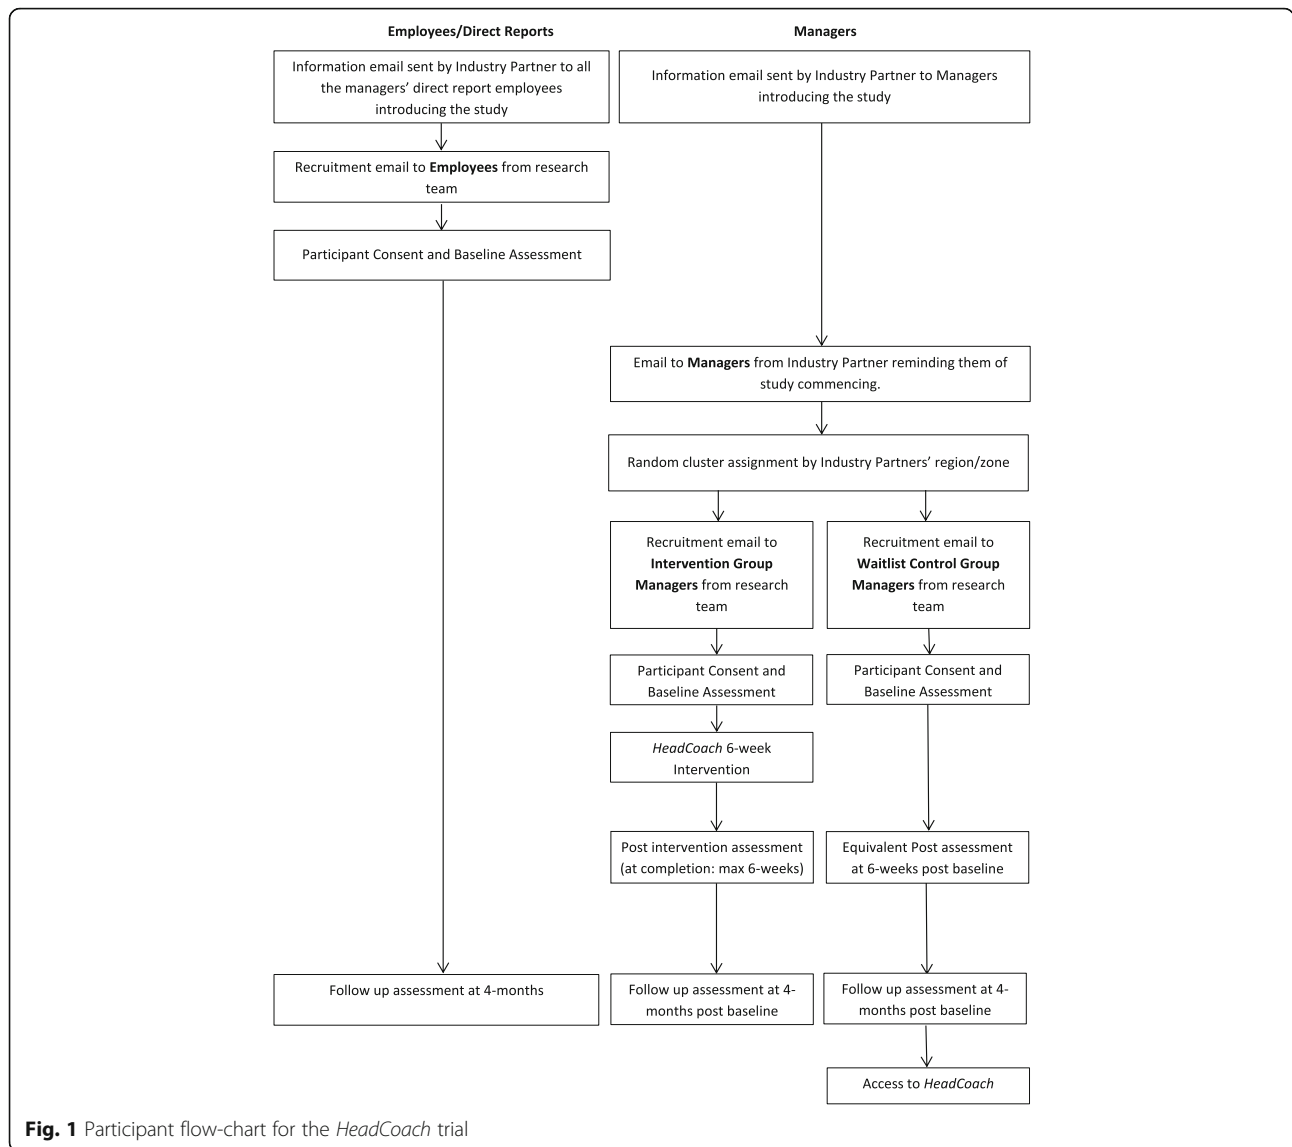 Employees/Direct Reports
Information email sent by Industry Partner to all
the managers’ direct report employees
introducing the study
Recruitment email to Employees from research
team
Participant Consent and Baseline Assessment
Managers
Information email sent by Industry Partner to Managers
introducing the study
Email to Managers from Industry Partner reminding them of
study commencing.
Random cluster assignment by Industry Partners’ region/zone
Recruitment email to
Intervention Group
Managers from research
team
Recruitment email to
Waitlist Control Group
Managers from research
team
Participant Consent and
Baseline Assessment
Participant Consent and
Baseline Assessment
HeadCoach 6-week
Intervention
Post intervention assessment
(at completion: max 6-weeks)
Equivalent Post assessment
at 6-weeks post baseline
Follow up assessment at 4-months
Follow up assessment at 4-
months post baseline
Follow up assessment at 4-
months post baseline
Access to HeadCoach
Fig. 1 Participant flow-chart for the HeadCoach trial